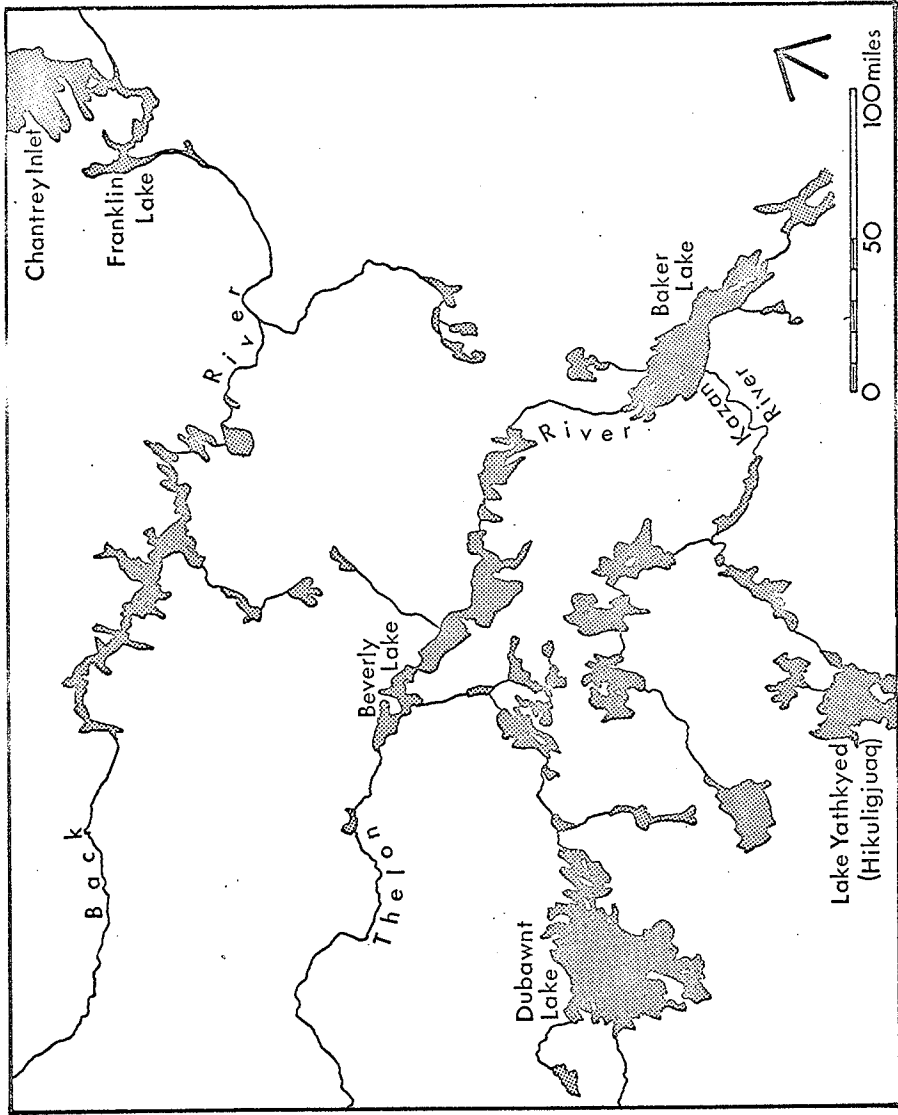 Chantrey Inlet
Franklin
Lake
Back River
Beverly
Lake
Thelon River
Baker
Lake
Kazan
River
Dubawnt
Lake
Lake Yathkyed
(Hikuligjuaq)
0 50 100 miles